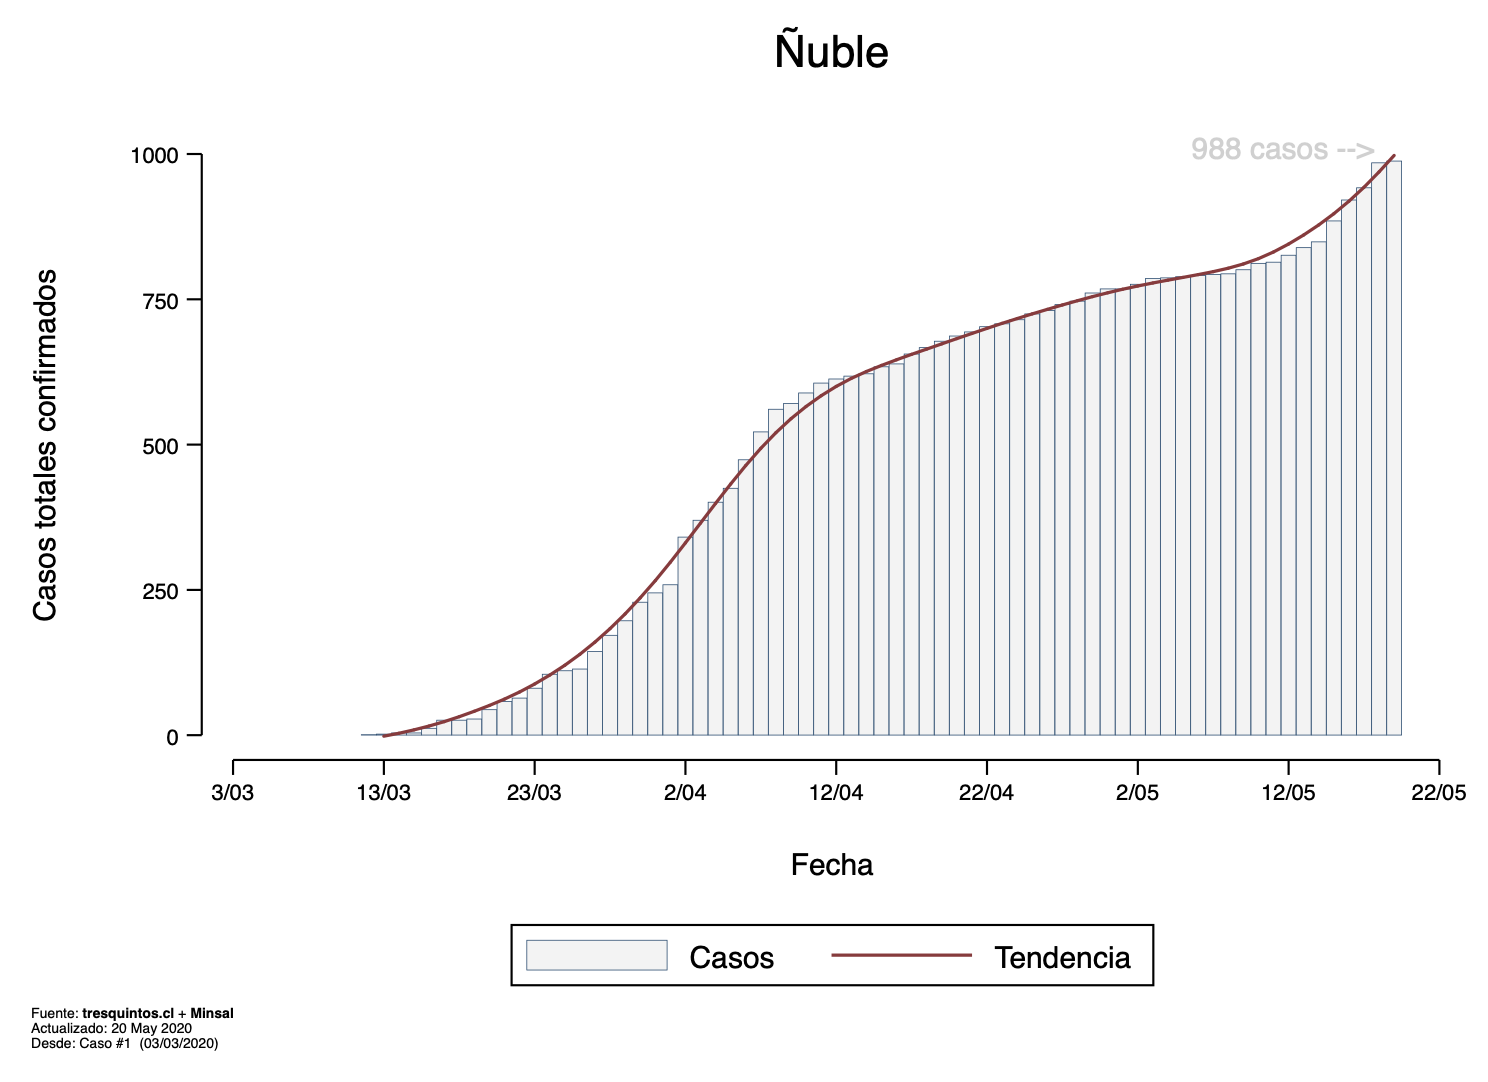 Ñuble
988 casos -->
Casos totales confirmados
1000
750
500
250
0
3/03 13/03 23/03 2/04 12/04 22/04 2/05 12/05 22/05
Fecha
Casos Tendencia
Fuente: tresquintos.cl + Minsal
Actualizado: 20 May 2020
Desde: Caso #1 (03/03/2020)